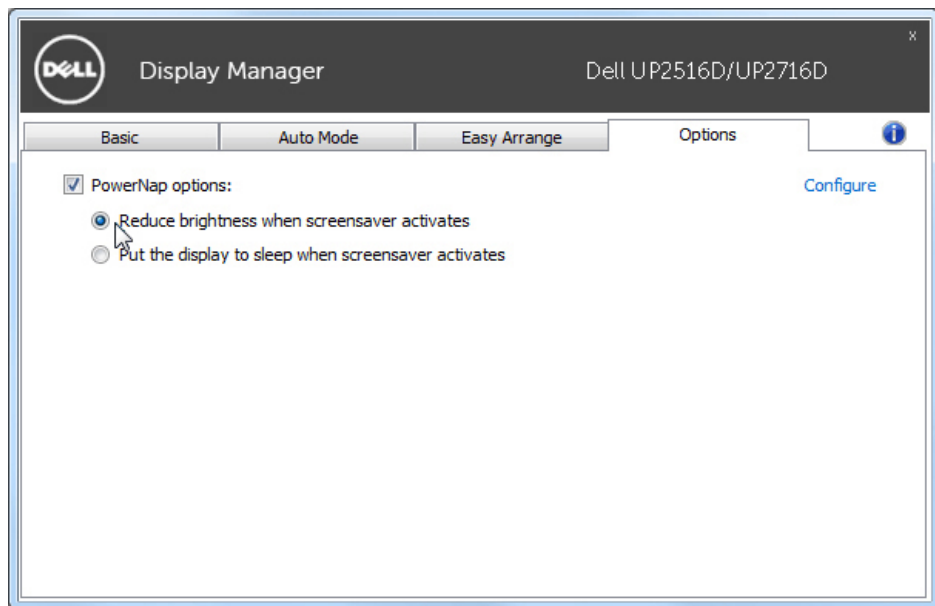 DELL
Display Manager
Dell UP2516D/UP2716D
x
Basic
Auto Mode
Easy Arrange
Options
i
PowerNap options:
Configure
Reduce brightness when screensaver activates
Put the display to sleep when screensaver activates